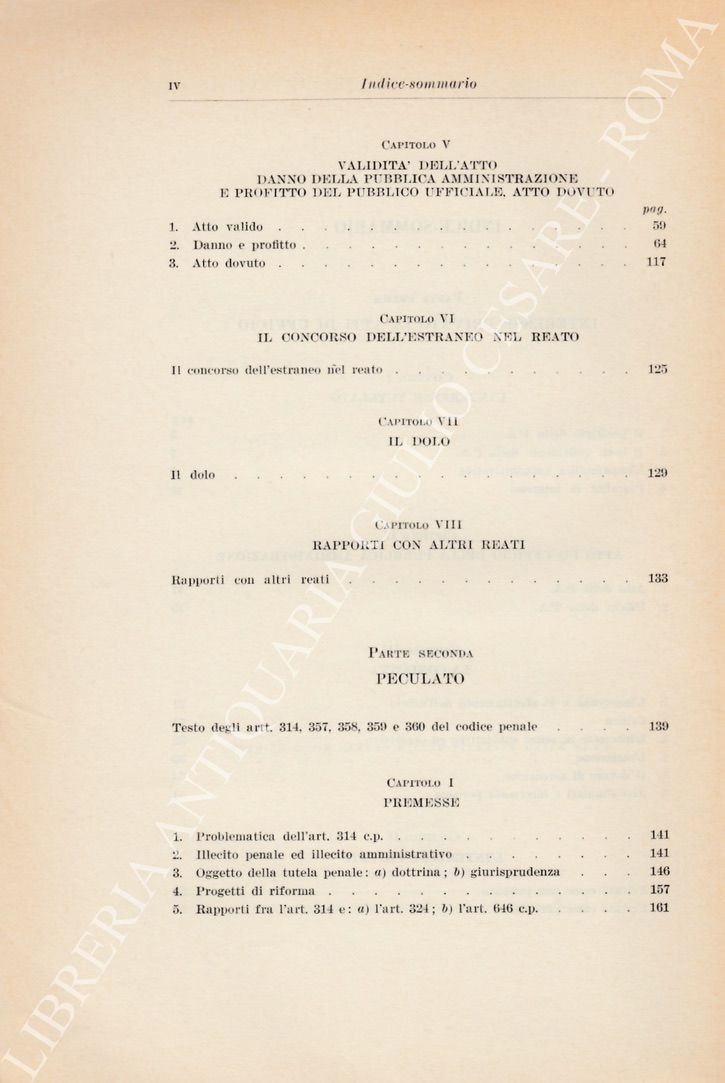 IV Indice-sommario
CAPITOLO V
VALIDITA' DELL'ATTO
DANNO DELLA PUBBLICA AMMINISTRAZIONE
E PROFITTO DEL PUBBLICO UFFICIALE. ATTO DOVUTO
pag.
1. Atto valido . . . . . . . . . . . . . . . . 59
2. Danno e profitto . . . . . . . . . . . . . . . 64
3. Atto dovuto . . . . . . . . . . . . . . . . 117
CAPITOLO VI
IL CONCORSO DELL'ESTRANEO NEL REATO
Il concorso dell'estraneo nel reato . . . . . . . . . . . 125
CAPITOLO VII
IL DOLO
Il dolo . . . . . . . . . . . . . . . . . . 129
CAPITOLO VIII
RAPPORTI CON ALTRI REATI
Rapporti con altri reati . . . . . . . . . . . . . 133
PARTE SECONDA
PECULATO
Testo degli artt. 314, 357, 358, 359 e 360 del codice penale . . . . 139
CAPITOLO I
PREMESSE
1. Problematica dell'art. 314 c.p. . . . . . . . . . . . 141
2. Illecito penale ed illecito amministrativo . . . . . . . . 141
3. Oggetto della tutela penale: a) dottrina; b) giurisprudenza . . . 146
4. Progetti di riforma . . . . . . . . . . . . . . 157
5. Rapporti fra l'art. 314 e: a) l'art. 324; b) l'art. 646 c.p. . . . . 161
LIBRERIA ANTIQUARIA GIULIO CESARE - ROMA